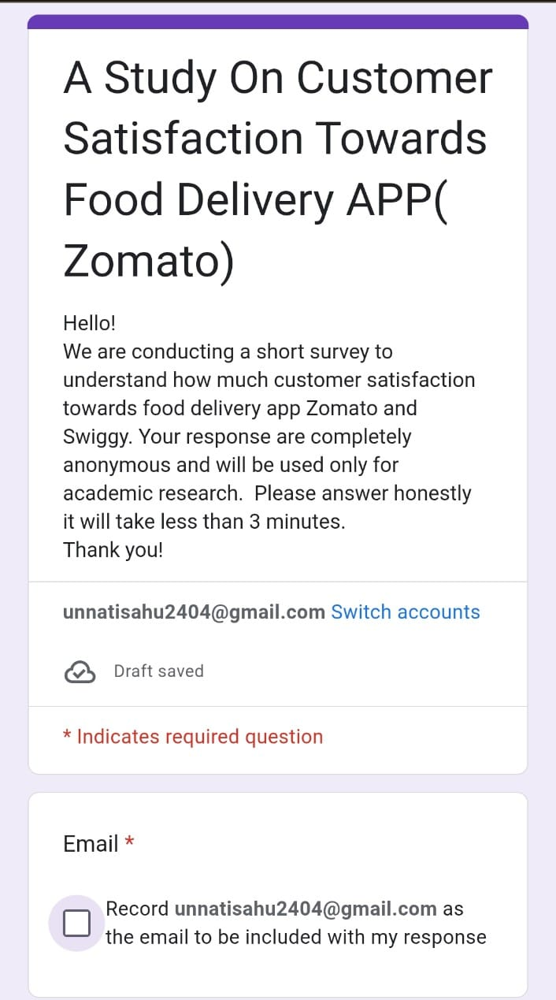 A Study On Customer
Satisfaction Towards
Food Delivery APP(
Zomato)
Hello!
We are conducting a short survey to
understand how much customer satisfaction
towards food delivery app Zomato and
Swiggy. Your response are completely
anonymous and will be used only for
academic research.  Please answer honestly
it will take less than 3 minutes.
Thank you!
unnatisahu2404@gmail.com Switch accounts
Draft saved
* Indicates required question
Email *
Record unnatisahu2404@gmail.com as
the email to be included with my response